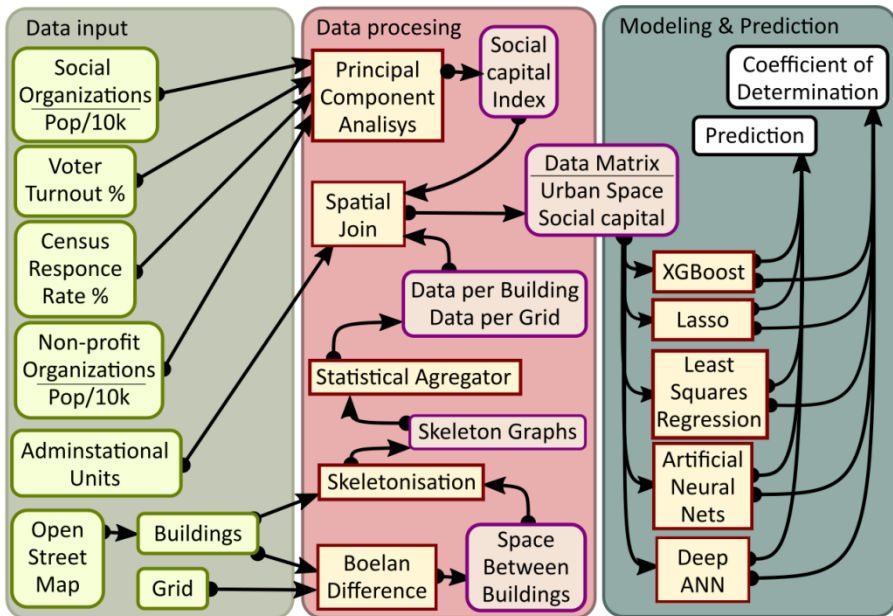 Data input
Social
Organizations
Pop/10k
Voter
Turnout %
Census
Responce
Rate %
Non-profit
Organizations
Pop/10k
Adminstational
Units
Open
Street
Map
Buildings
Grid
Data procesing
Principal
Component
Analisys
Social
capital
Index
Spatial
Join
Data Matrix
Urban Space
Social capital
Data per Building
Data per Grid
Statistical Agregator
Skeleton Graphs
Skeletonisation
Boelan
Difference
Space
Between
Buildings
Modeling & Prediction
Coefficient of
Determination
Prediction
XGBoost
Lasso
Least
Squares
Regression
Artificial
Neural
Nets
Deep
ANN